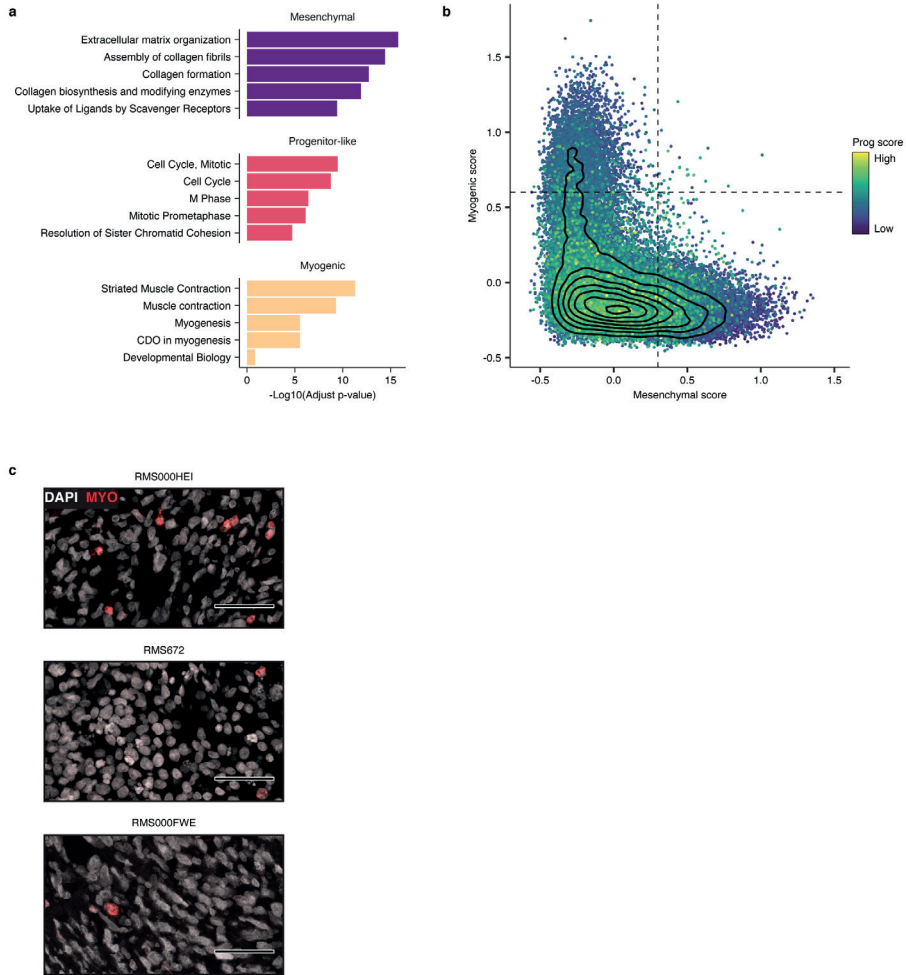 a
Mesenchymal
Extracellular matrix organization
Assembly of collagen fibrils
Collagen formation
Collagen biosynthesis and modifying enzymes
Uptake of Ligands by Scavenger Receptors
Progenitor-like
Cell Cycle, Mitotic
Cell Cycle
M Phase
Mitotic Prometaphase
Resolution of Sister Chromatid Cohesion
Myogenic
Striated Muscle Contraction
Muscle contraction
Myogenesis
CDO in myogenesis
Developmental Biology
0 5 10 15
-Log10(Adjust p-value)
b
Myogenic score
1.5
1.0
0.5
0.0
-0.5
-0.5 0.0 0.5 1.0 1.5
Mesenchymal score
Prog score
High
Low
c
RMS000HEI
DAPI MYO
RMS672
RMS000FWE